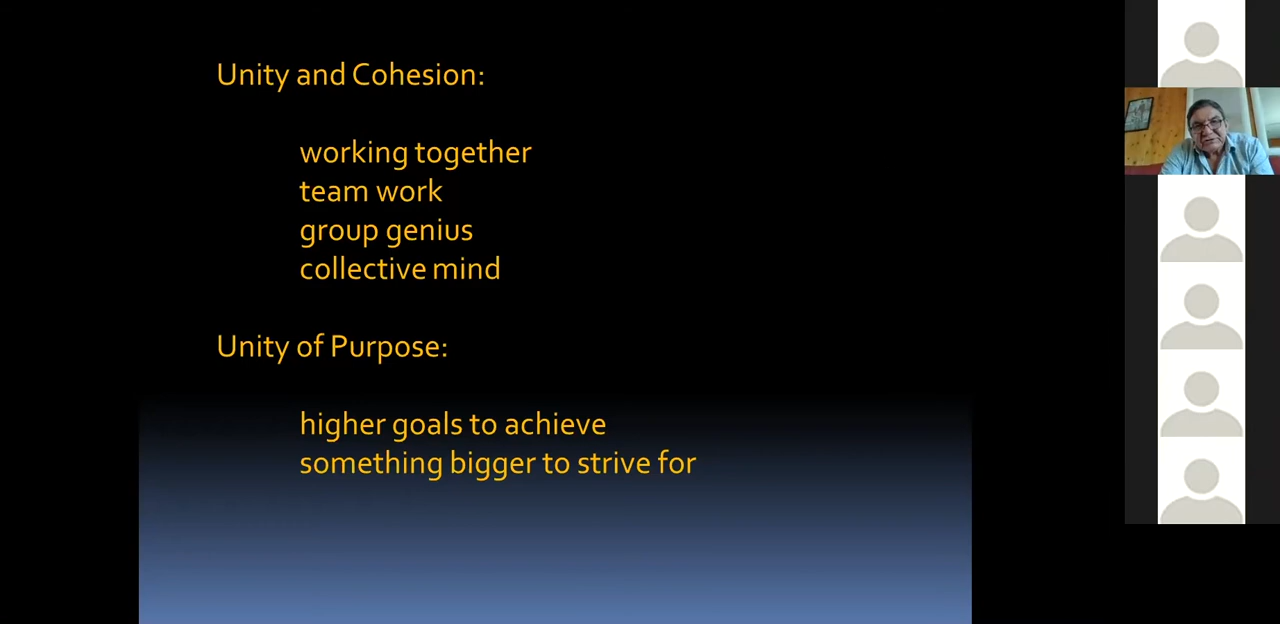 Unity and Cohesion:
working together
team work
group genius
collective mind
Unity of Purpose:
higher goals to achieve
something bigger to strive for